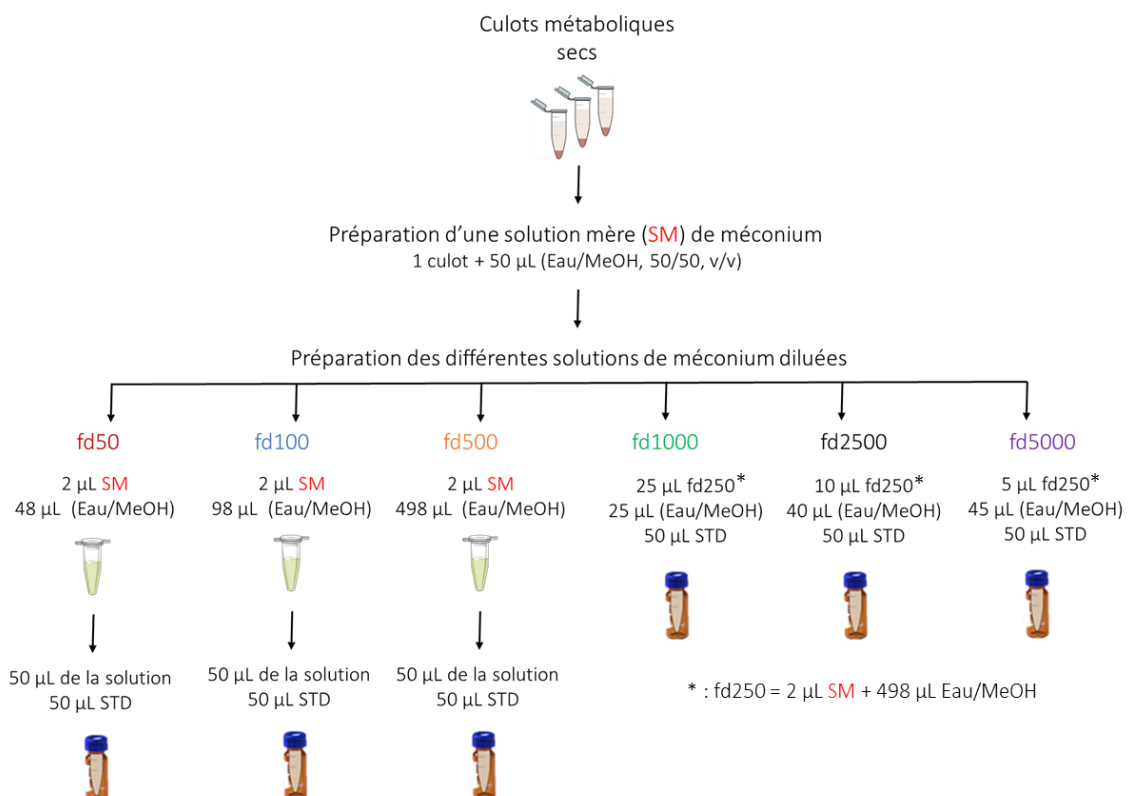 Culots métaboliques
secs
Préparation d'une solution mère (SM) de méconium
1 culot + 50 µL (Eau/MeOH, 50/50, v/v)
Préparation des différentes solutions de méconium diluées
fd50
2 µL SM
48 µL (Eau/MeOH)
50 µL de la solution
50 µL STD
fd100
2 µL SM
98 µL (Eau/MeOH)
50 µL de la solution
50 µL STD
fd500
2 µL SM
498 µL (Eau/MeOH)
50 µL de la solution
50 µL STD
fd1000
25 µL fd250*
25 µL (Eau/MeOH)
50 µL STD
fd2500
10 µL fd250*
40 µL (Eau/MeOH)
50 µL STD
fd5000
5 µL fd250*
45 µL (Eau/MeOH)
50 µL STD
* : fd250 = 2 µL SM + 498 µL Eau/MeOH